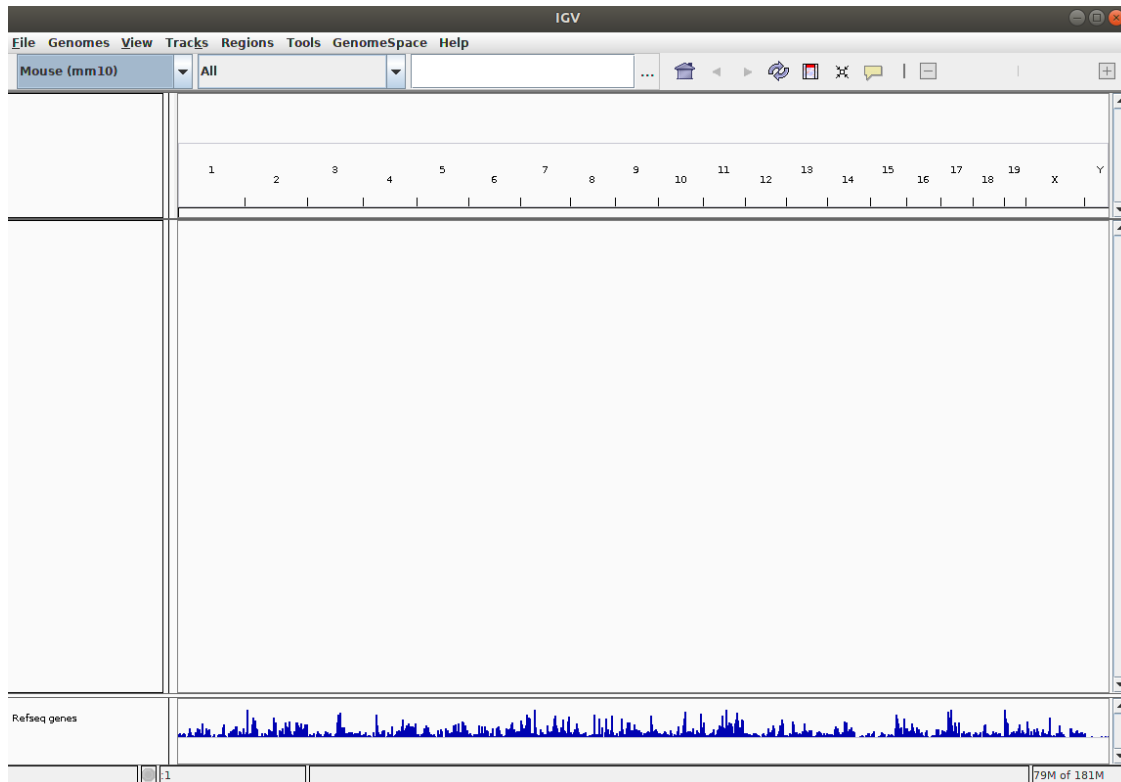 IGV
File Genomes View Tracks Regions Tools GenomeSpace Help
Mouse (mm10) All ...
1 2 3 4 5 6 7 8 9 10 11 12 13 14 15 16 17 18 19 X Y
Refseq genes
:1 79M of 181M